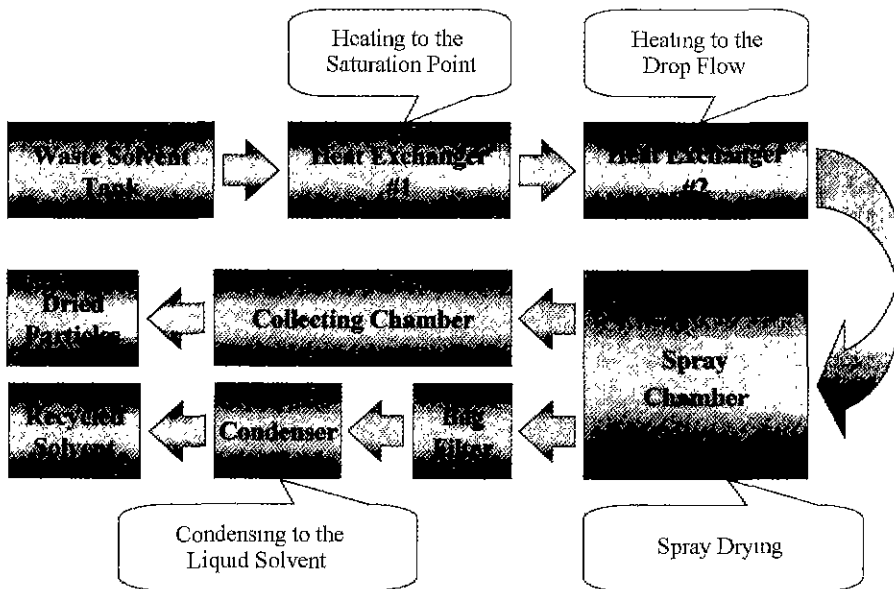 Heating to the
Saturation Point
Heating to the
Drop Flow
Waste Solvent
Tank
Heat Exchanger
#1
Heat Exchanger
#2
Dried
Particles
Collecting Chamber
Spray
Chamber
Recycled
Solvent
Condenser
Bag
Condensing to the
Liquid Solvent
Spray Drying